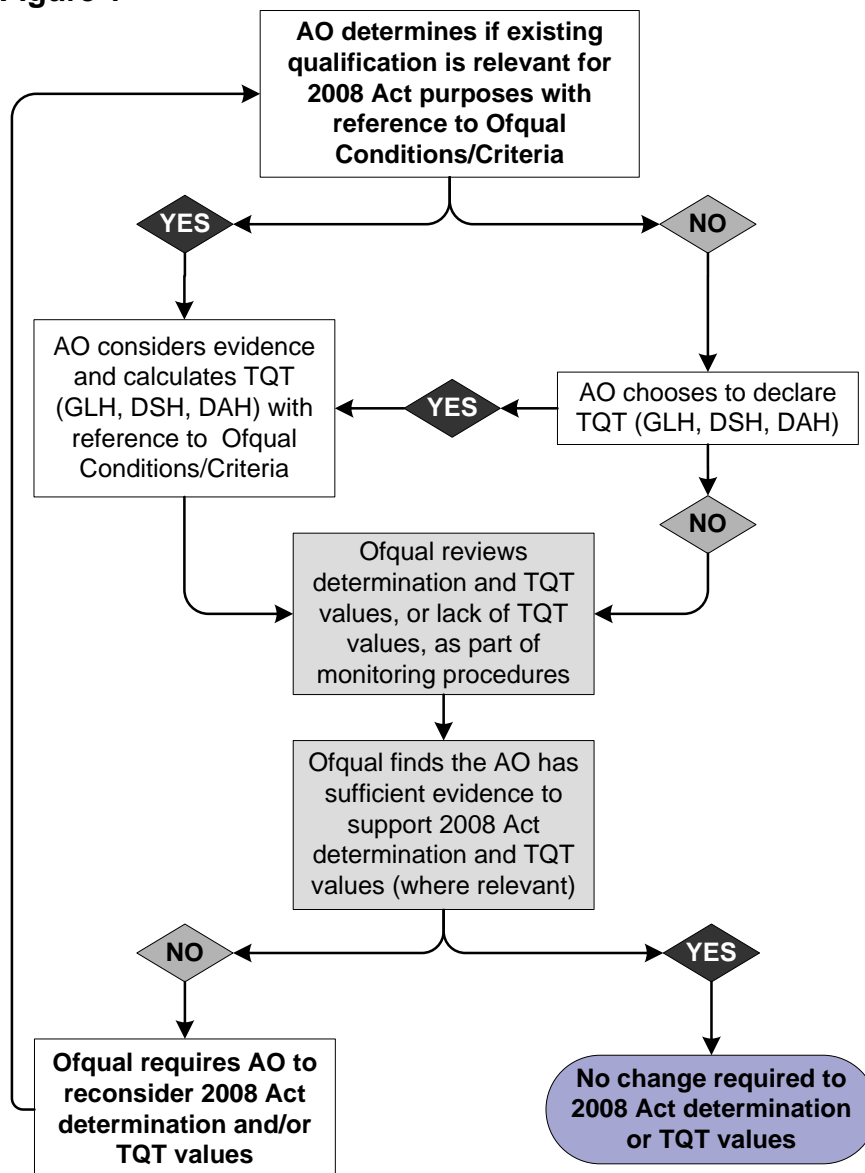 AO determines if existing
qualification is relevant for
2008 Act purposes with
reference to Ofqual
Conditions/Criteria
YES
NO
AO considers evidence
and calculates TQT
(GLH, DSH, DAH) with
reference to Ofqual
Conditions/Criteria
YES
AO chooses to declare
TQT (GLH, DSH, DAH)
NO
Ofqual reviews
determination and TQT
values, or lack of TQT
values, as part of
monitoring procedures
Ofqual finds the AO has
sufficient evidence to
support 2008 Act
determination and TQT
values (where relevant)
NO
YES
Ofqual requires AO to
reconsider 2008 Act
determination and/or
TQT values
No change required to
2008 Act determination
or TQT values